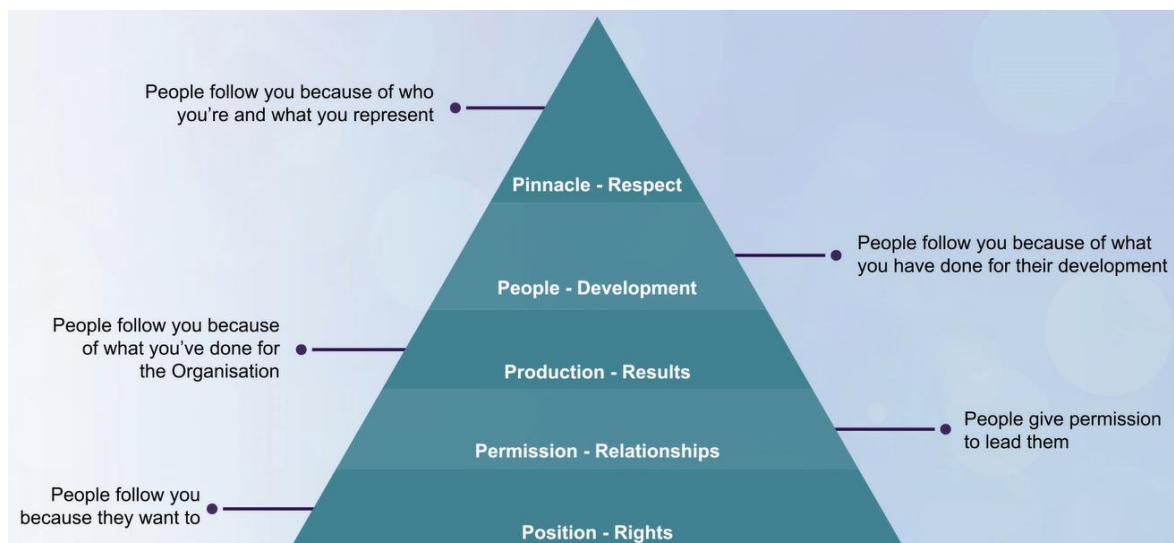 People follow you because of who
you're and what you represent
Pinnacle - Respect
People follow you because of what
you have done for their development
People - Development
People follow you because
of what you've done for
the Organisation
Production - Results
People give permission
to lead them
Permission - Relationships
People follow you
because they want to
Position - Rights